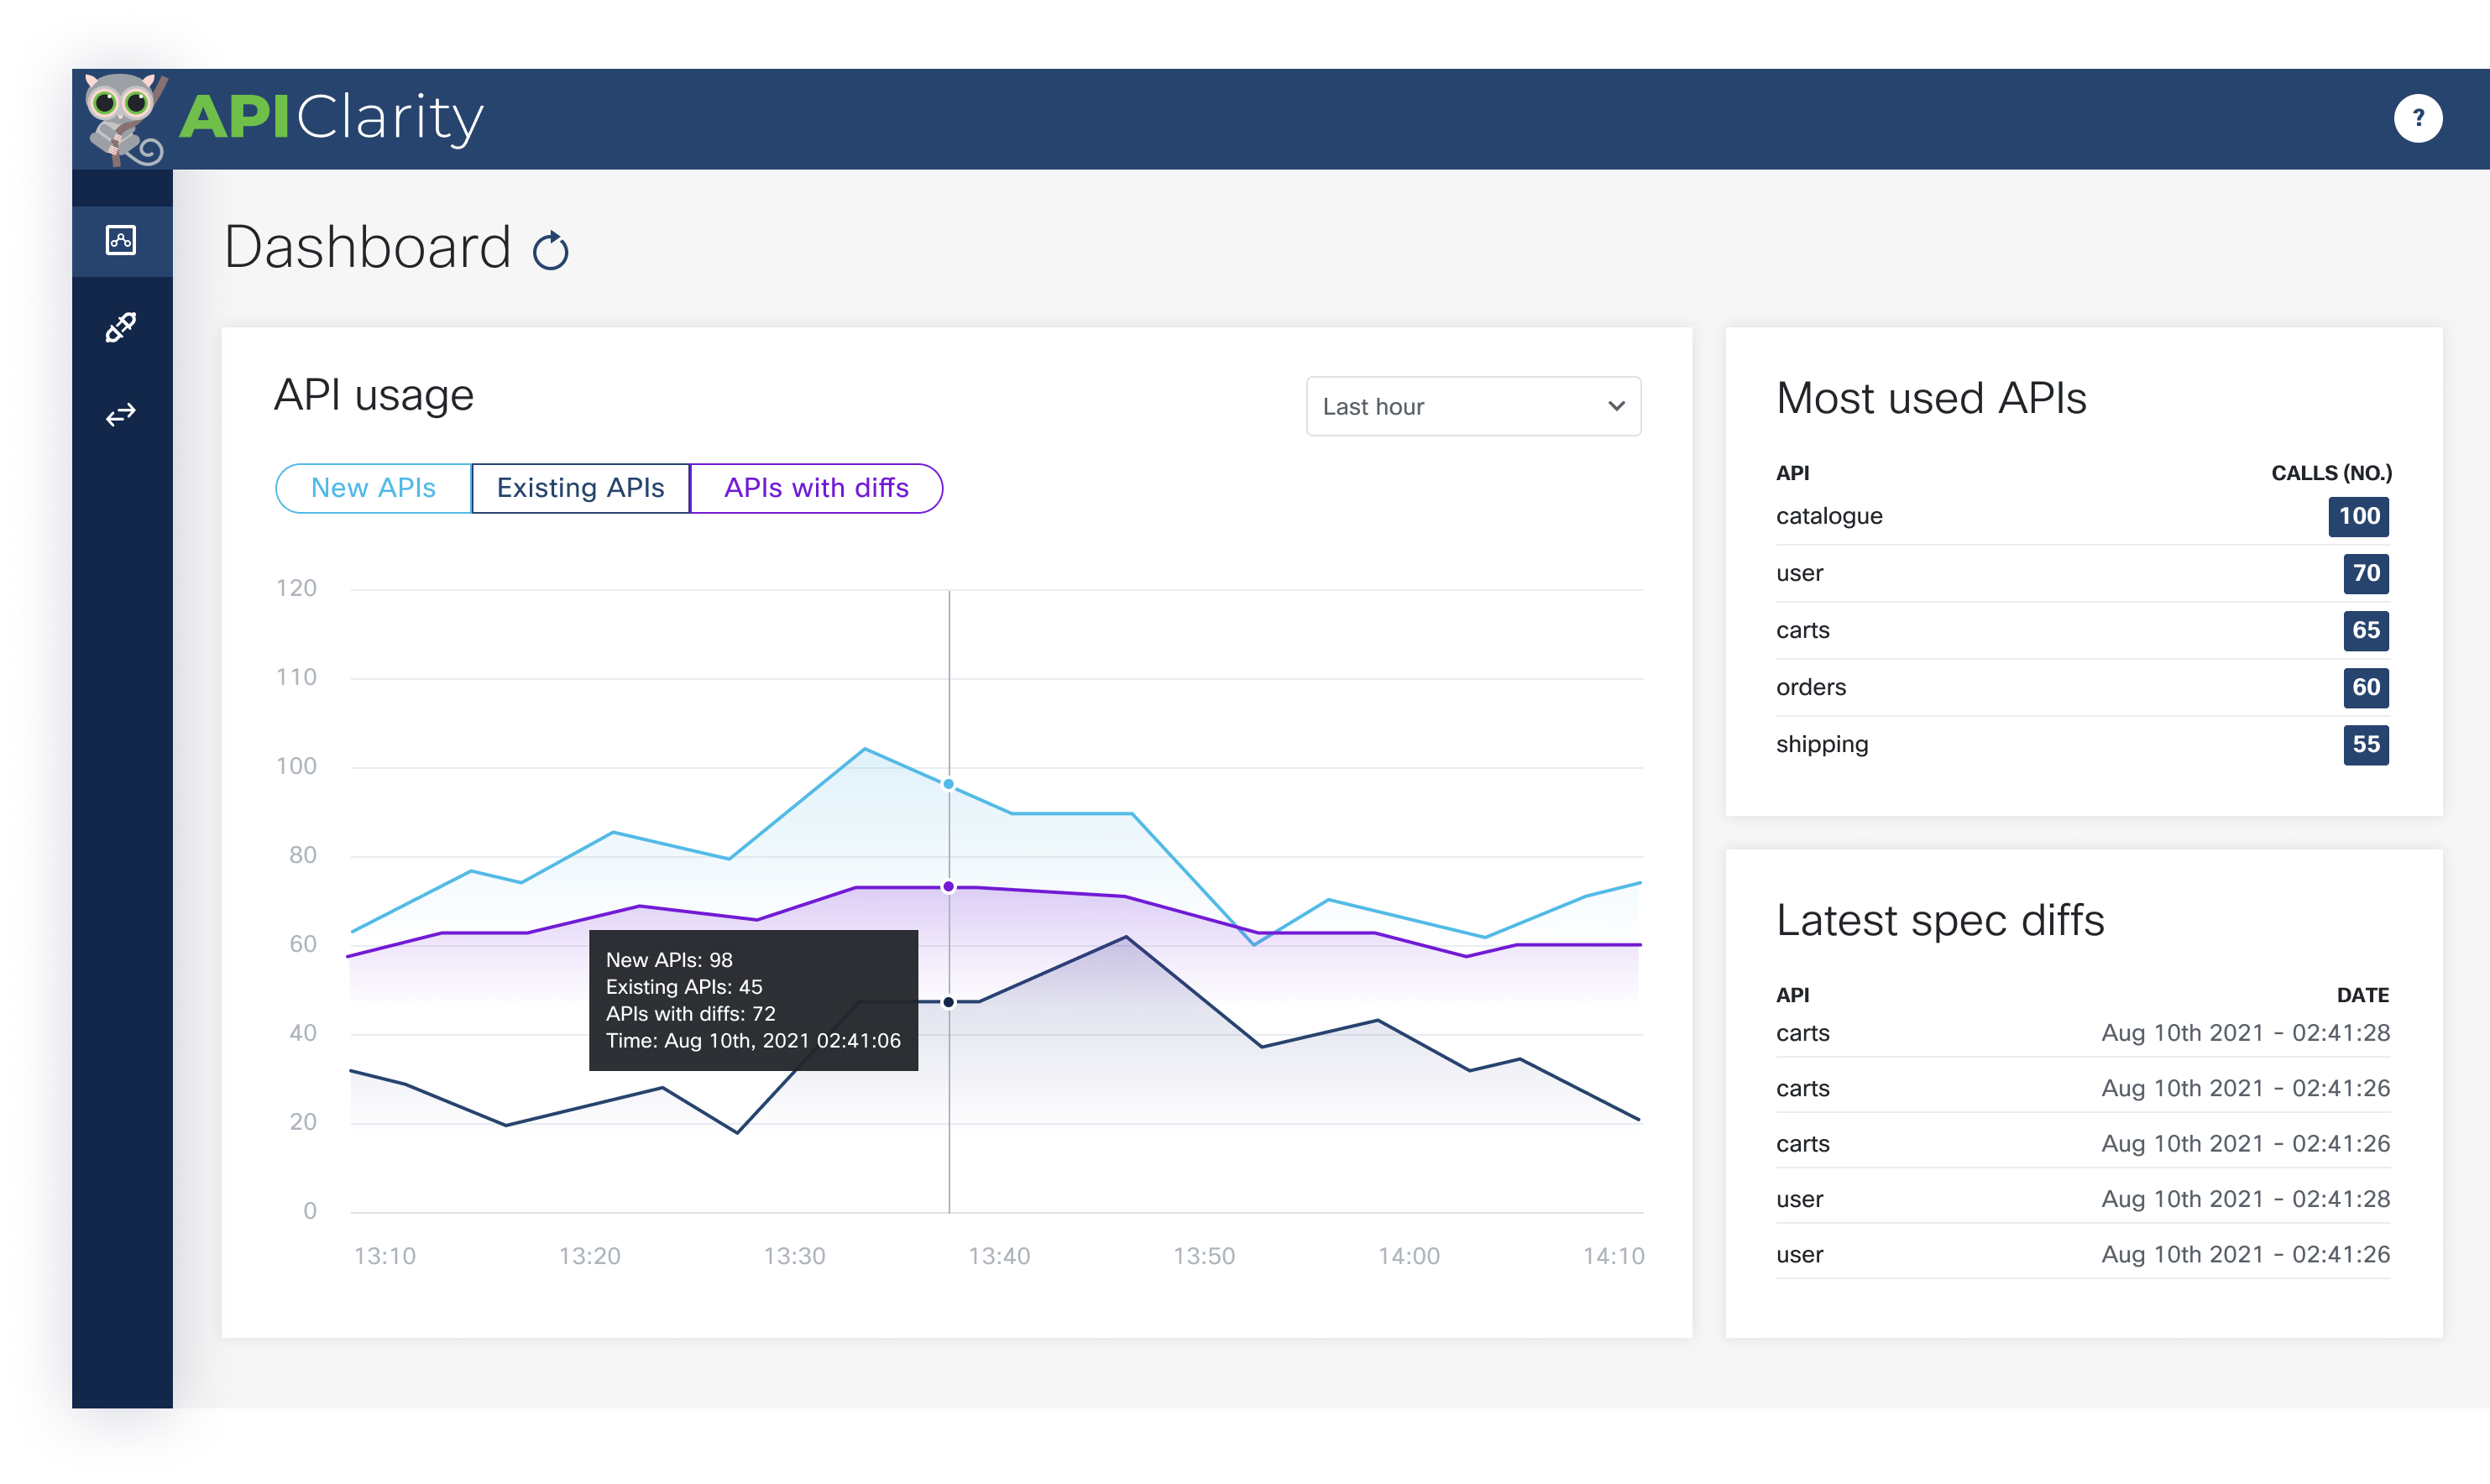 APIClarity
?
Dashboard
API usage
Last hour
New APIs
Existing APIs
APIs with diffs
120
110
100
80
60
40
20
0
New APIs: 98
Existing APIs: 45
APIs with diffs: 72
Time: Aug 10th, 2021 02:41:06
13:10 13:20 13:30 13:40 13:50 14:00 14:10
Most used APIs
API CALLS (NO.)
catalogue 100
user 70
carts 65
orders 60
shipping 55
Latest spec diffs
API DATE
carts Aug 10th 2021 - 02:41:28
carts Aug 10th 2021 - 02:41:26
carts Aug 10th 2021 - 02:41:26
user Aug 10th 2021 - 02:41:28
user Aug 10th 2021 - 02:41:26